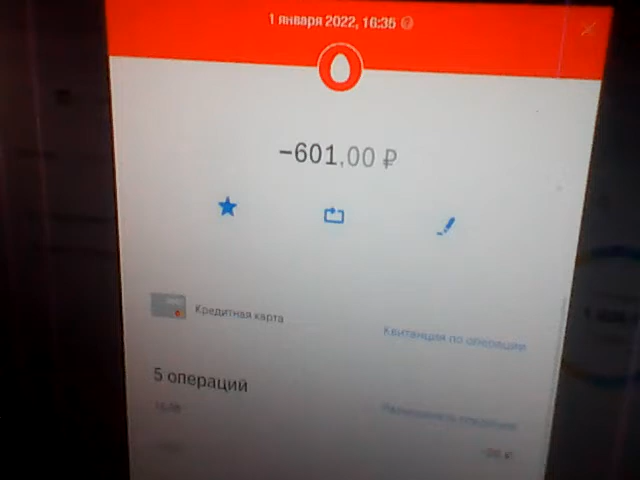 1 января 2022, 16:35
−601,00 ₽
Кредитная карта
Квитанция по операции
5 операций